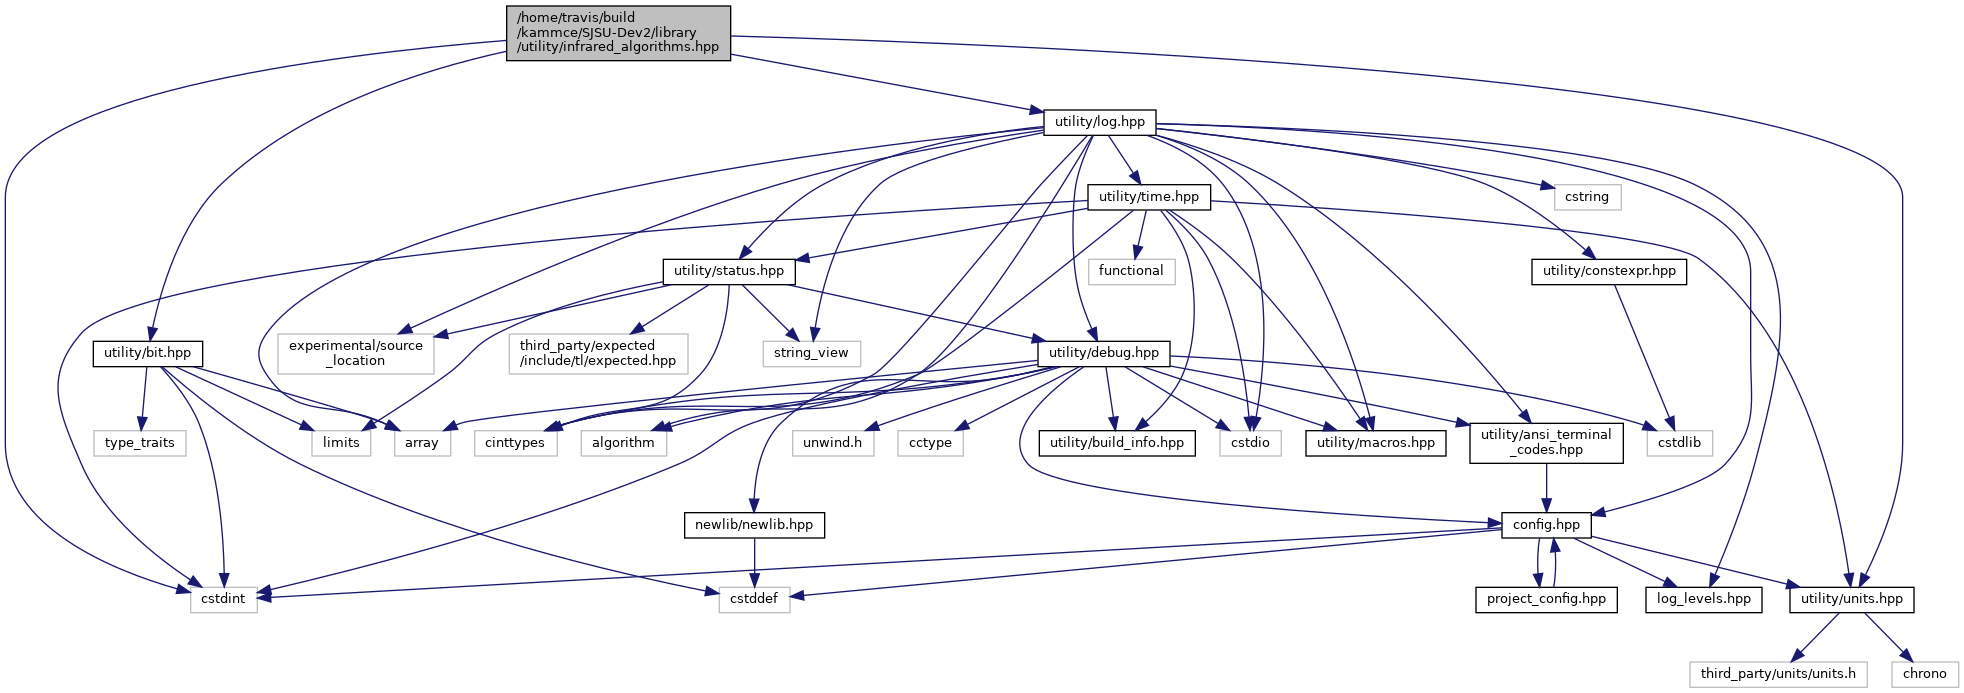 /home/travis/build
/kammce/SJSU-Dev2/library
/utility/infrared_algorithms.hpp
utility/log.hpp
utility/time.hpp
cstring
utility/status.hpp
functional
utility/constexpr.hpp
experimental/source
_location
third_party/expected
/include/tl/expected.hpp
string_view
utility/debug.hpp
utility/bit.hpp
type_traits
limits
array
cinttypes
algorithm
unwind.h
cctype
utility/build_info.hpp
cstdio
utility/macros.hpp
utility/ansi_terminal
_codes.hpp
cstdlib
newlib/newlib.hpp
config.hpp
cstdint
cstddef
project_config.hpp
log_levels.hpp
utility/units.hpp
third_party/units/units.h
chrono